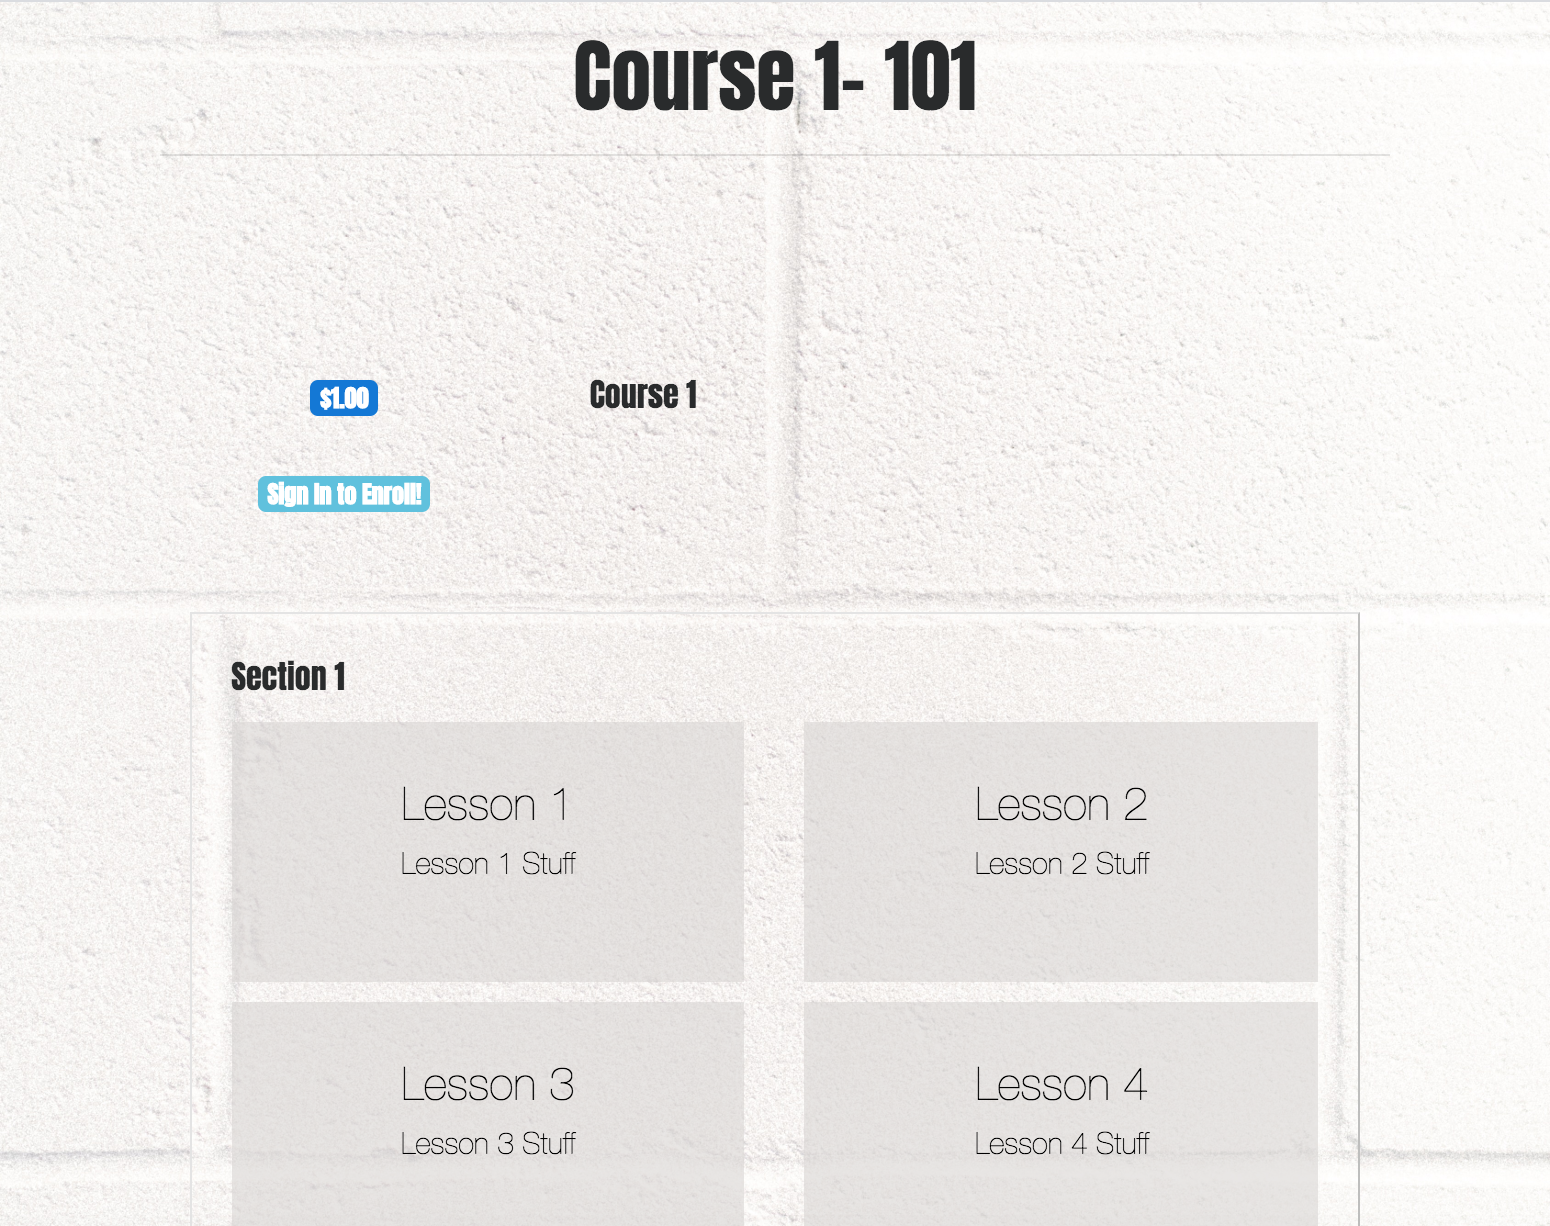 Course 1- 101
$1.00
Course 1
Sign in to Enroll!
Section 1
Lesson 1
Lesson 1 Stuff
Lesson 2
Lesson 2 Stuff
Lesson 3
Lesson 3 Stuff
Lesson 4
Lesson 4 Stuff